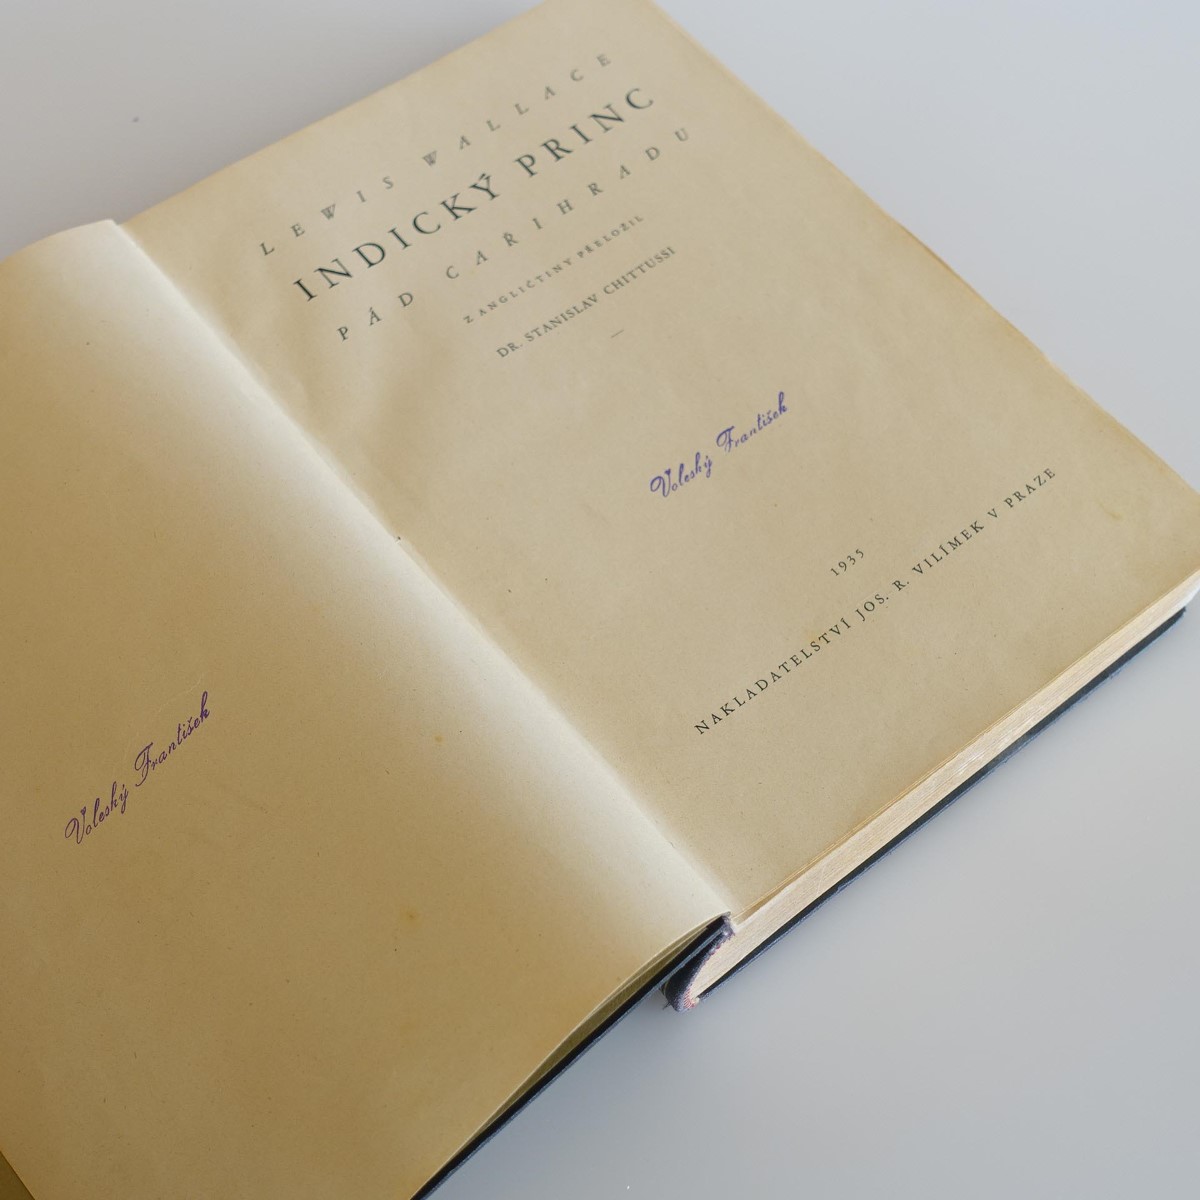 Voleský František
LEWIS WALLACE
INDICKÝ PRINC
PÁD CAŘIHRADU
Z ANGLIČTINY PŘELOŽIL
DR. STANISLAV CHITTUSSI
Voleský František
1935
NAKLADATELSTVÍ JOS. R. VILÍMEK V PRAZE